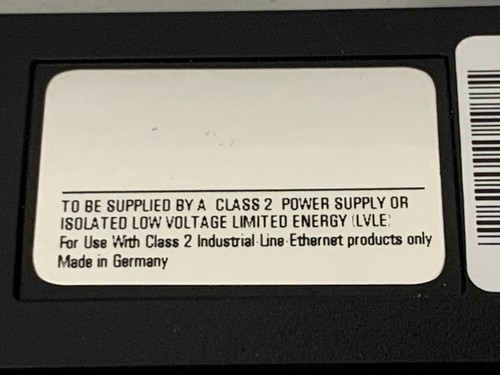 TO BE SUPPLIED BY A CLASS 2 POWER SUPPLY OR
ISOLATED LOW VOLTAGE LIMITED ENERGY (LVLE)
For Use With Class 2 Industrial Line Ethernet products only
Made in Germany